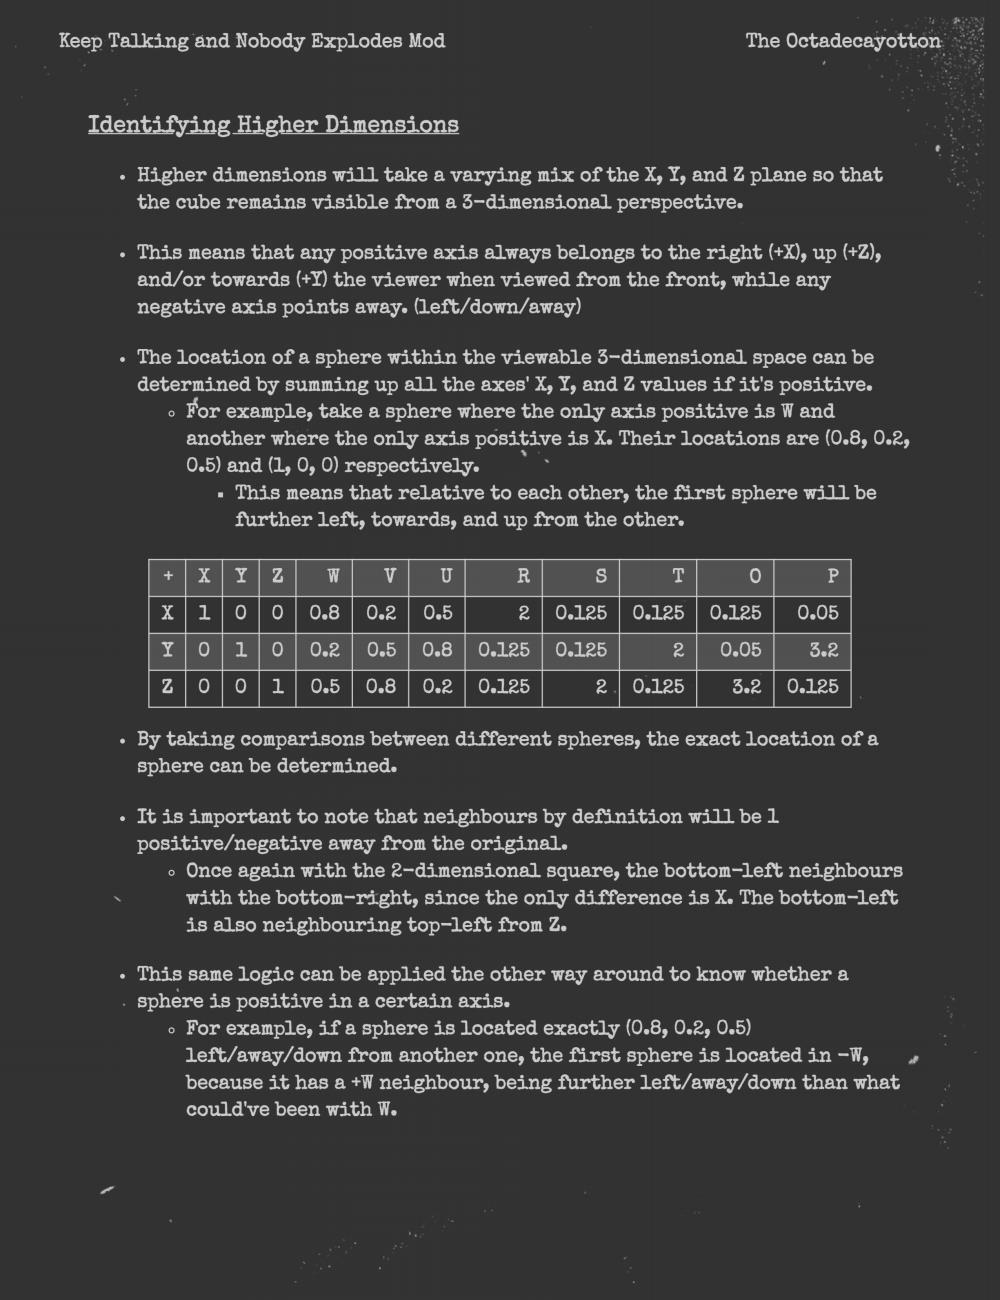 Keep Talking and Nobody Explodes Mod
The Octadecayotton
Identifying Higher Dimensions
• Higher dimensions will take a varying mix of the X, Y, and Z plane so that
the cube remains visible from a 3-dimensional perspective.
• This means that any positive axis always belongs to the right (+X), up (+Z),
and/or towards (+Y) the viewer when viewed from the front, while any
negative axis points away. (left/down/away)
• The location of a sphere within the viewable 3-dimensional space can be
determined by summing up all the axes' X, Y, and Z values if it's positive.
◦ For example, take a sphere where the only axis positive is W and
another where the only axis positive is X. Their locations are (0.8, 0.2,
0.5) and (1, 0, 0) respectively.
▪ This means that relative to each other, the first sphere will be
further left, towards, and up from the other.
+ X Y Z W V U R S T O P
X 1 0 0 0.8 0.2 0.5 2 0.125 0.125 0.125 0.05
Y 0 1 0 0.2 0.5 0.8 0.125 0.125 2 0.05 3.2
Z 0 0 1 0.5 0.8 0.2 0.125 2 0.125 3.2 0.125
• By taking comparisons between different spheres, the exact location of a
sphere can be determined.
• It is important to note that neighbours by definition will be 1
positive/negative away from the original.
◦ Once again with the 2-dimensional square, the bottom-left neighbours
with the bottom-right, since the only difference is X. The bottom-left
is also neighbouring top-left from Z.
• This same logic can be applied the other way around to know whether a
sphere is positive in a certain axis.
◦ For example, if a sphere is located exactly (0.8, 0.2, 0.5)
left/away/down from another one, the first sphere is located in -W,
because it has a +W neighbour, being further left/away/down than what
could've been with W.